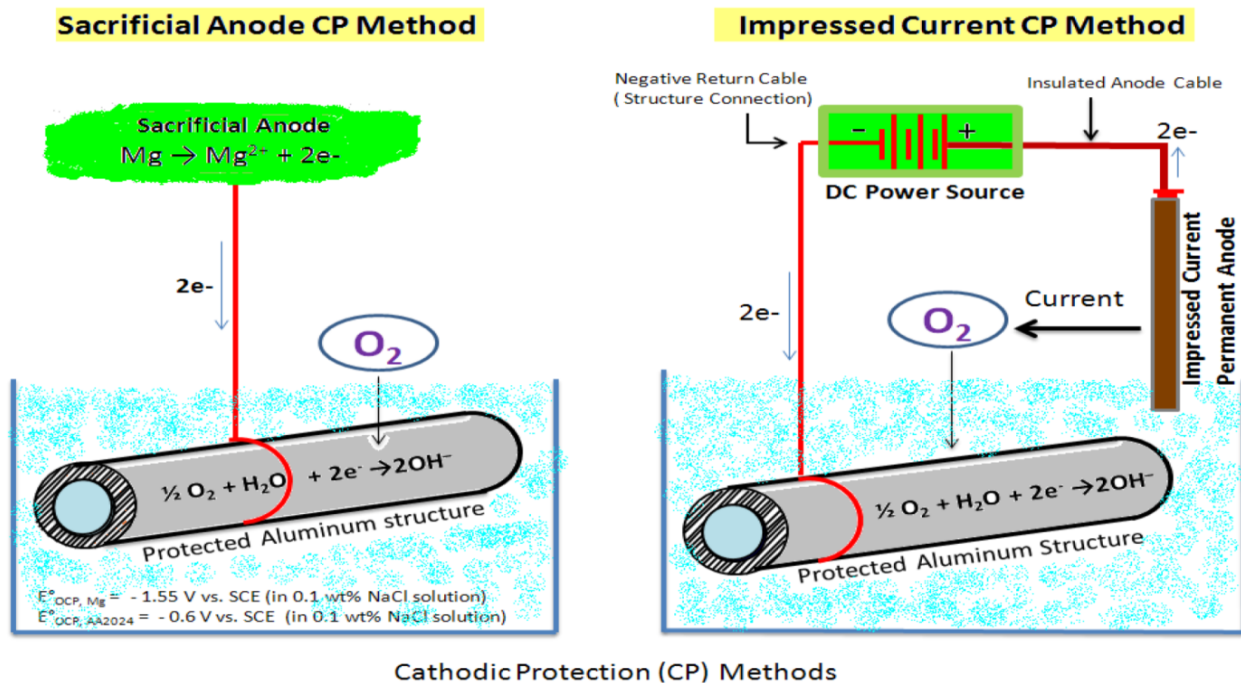 Sacrificial Anode CP Method
Sacrificial Anode
Mg → Mg²⁺ + 2e-
2e-
O₂
½ O₂ + H₂O + 2e⁻ →2OH⁻
Protected Aluminum structure
E°OCP, Mg = - 1.55 V vs. SCE (in 0.1 wt% NaCl solution)
E°OCP, AA2024 = - 0.6 V vs. SCE (in 0.1 wt% NaCl solution)
Impressed Current CP Method
Negative Return Cable
( Structure Connection)
Insulated Anode Cable
- +
2e-
DC Power Source
Impressed Current
Permanent Anode
2e-
O₂
Current
½ O₂ + H₂O + 2e⁻ →2OH⁻
Protected Aluminum Structure
Cathodic Protection (CP) Methods